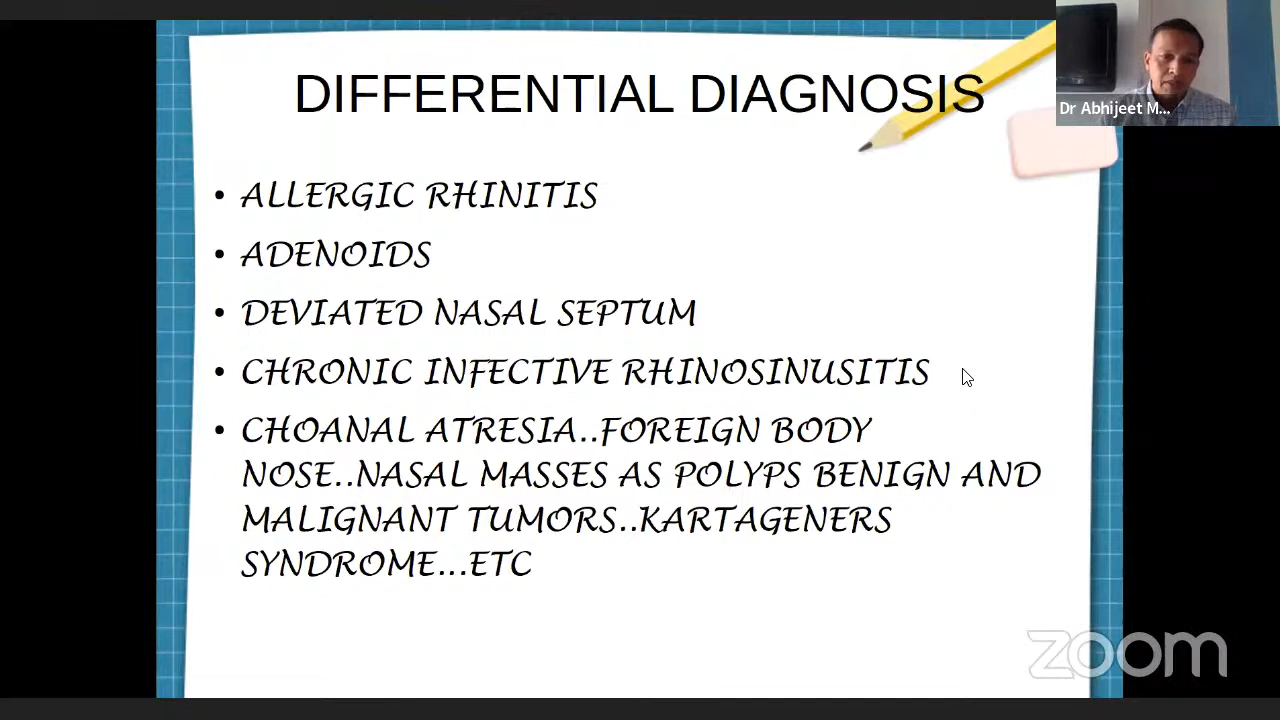 DIFFERENTIAL DIAGNOSIS
Dr Abhijeet M...
• ALLERGIC RHINITIS
• ADENOIDS
• DEVIATED NASAL SEPTUM
• CHRONIC INFECTIVE RHINOSINUSITIS
• CHOANAL ATRESIA..FOREIGN BODY
NOSE..NASAL MASSES AS POLYPS BENIGN AND
MALIGNANT TUMORS..KARTAGENERS
SYNDROME...ETC
zoom